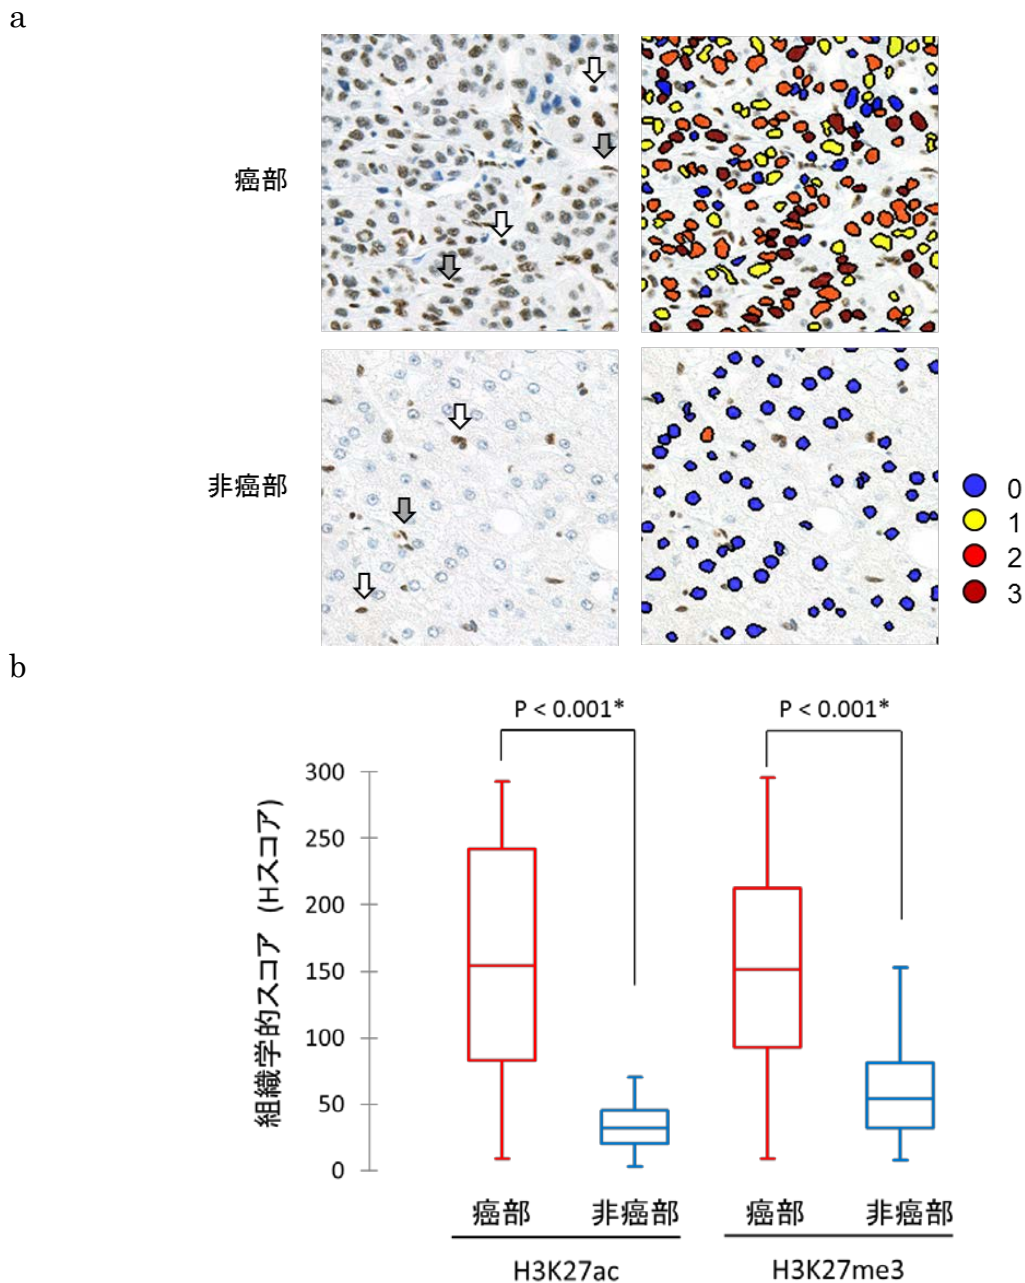 a
癌部
非癌部
0
1
2
3
b
P < 0.001*
P < 0.001*
300
250
200
150
100
50
0
組織学的スコア (Hスコア)
癌部
非癌部
癌部
非癌部
H3K27ac
H3K27me3